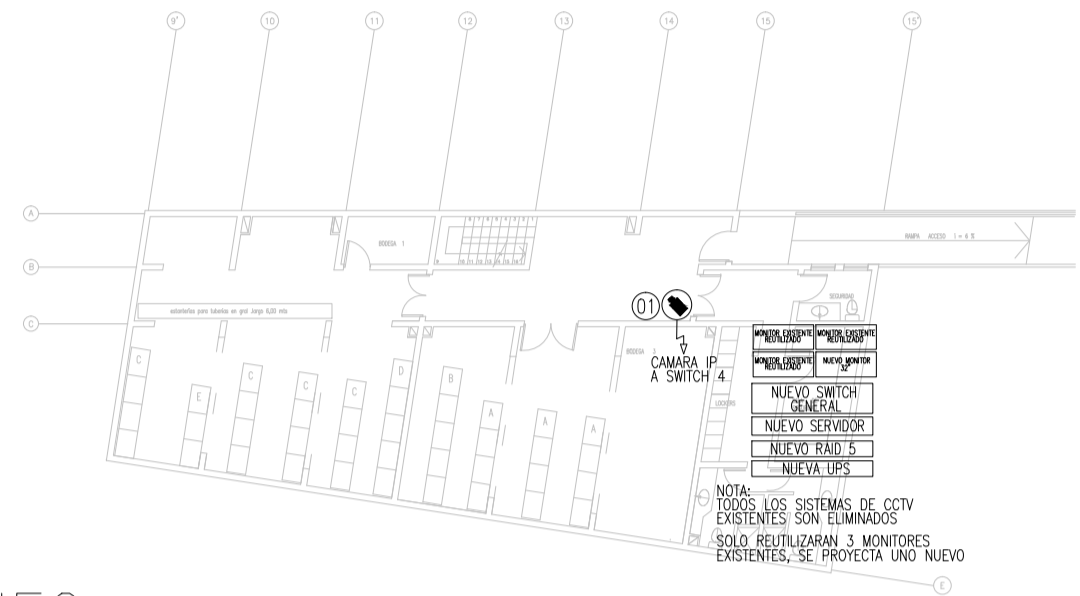 9'
10
11
12
13
14
15
15'
A
B
C
BODEGA 1
RAMPA ACCESO i = 6 %
estanterías para tuberias en gral largo 6,00 mts
SEGURIDAD
01
CAMARA IP
A SWITCH 4
BODEGA 3
LOCKERS
MONITOR EXISTENTE
REUTILIZADO
MONITOR EXISTENTE
REUTILIZADO
MONITOR EXISTENTE
REUTILIZADO
NUEVO MONITOR
32"
NUEVO SWITCH
GENERAL
NUEVO SERVIDOR
NUEVO RAID 5
NUEVA UPS
C
E
C
C
C
D
B
A
A
A
NOTA:
TODOS LOS SISTEMAS DE CCTV
EXISTENTES SON ELIMINADOS
SOLO REUTILIZARAN 3 MONITORES
EXISTENTES, SE PROYECTA UNO NUEVO
E